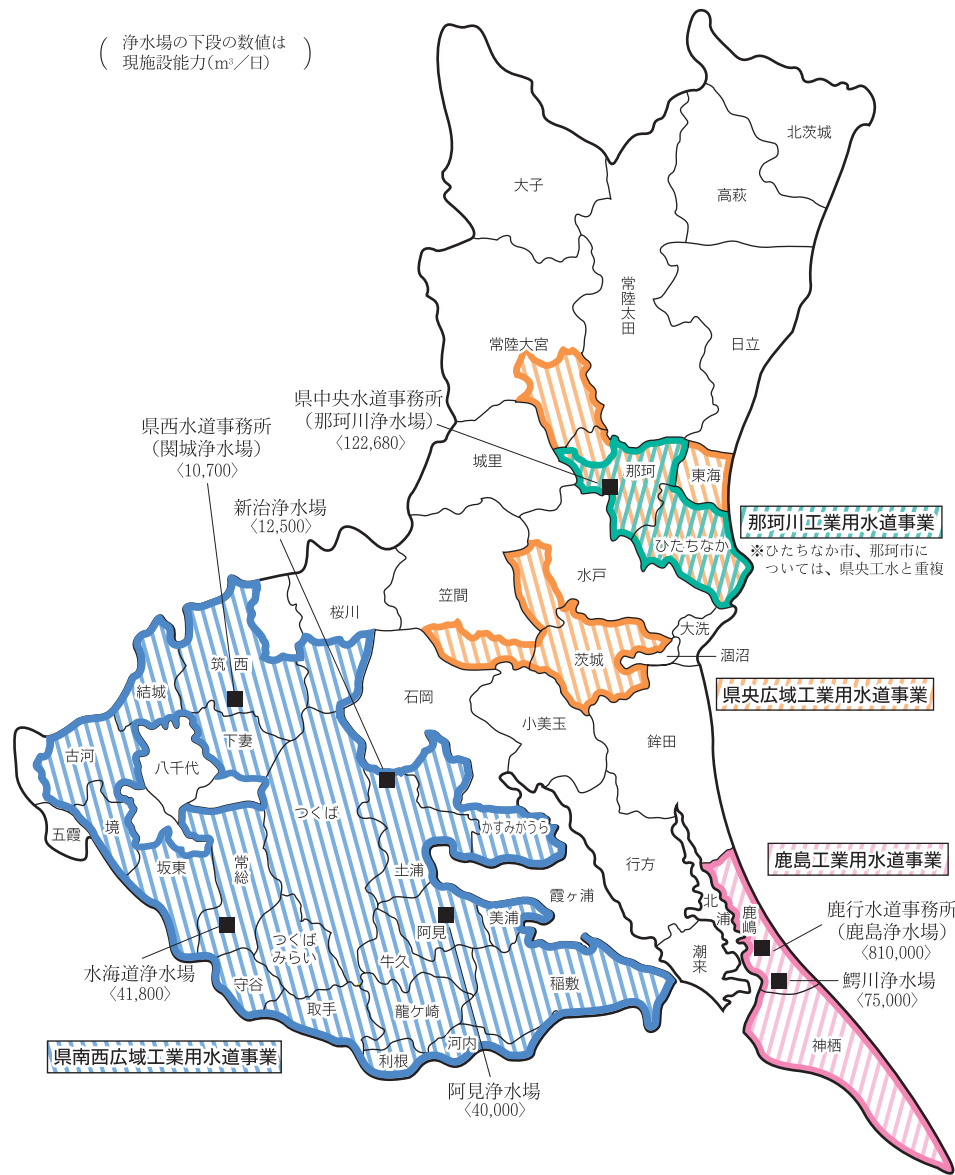 浄水場の下段の数値は
現施設能力(m³/日)
北茨城
大子
高萩
常陸太田
日立
常陸大宮
県中央水道事務所
(那珂川浄水場)
〈122,680〉
県西水道事務所
(関城浄水場)
〈10,700〉
城里
那珂
東海
新治浄水場
〈12,500〉
那珂川工業用水道事業
※ひたちなか市、那珂市に
ついては、県央工水と重複
ひたちなか
水戸
笠間
桜川
大洗
涸沼
茨城
県央広域工業用水道事業
筑西
結城
石岡
小美玉
鉾田
下妻
古河
八千代
つくば
かすみがうら
境
五霞
坂東
常総
土浦
行方
鹿島工業用水道事業
霞ヶ浦
北浦
鹿嶋
鹿行水道事務所
(鹿島浄水場)
〈810,000〉
美浦
阿見
潮来
つくば
みらい
牛久
水海道浄水場
〈41,800〉
鰐川浄水場
〈75,000〉
守谷
稲敷
取手
龍ケ崎
河内
利根
神栖
県南西広域工業用水道事業
阿見浄水場
〈40,000〉